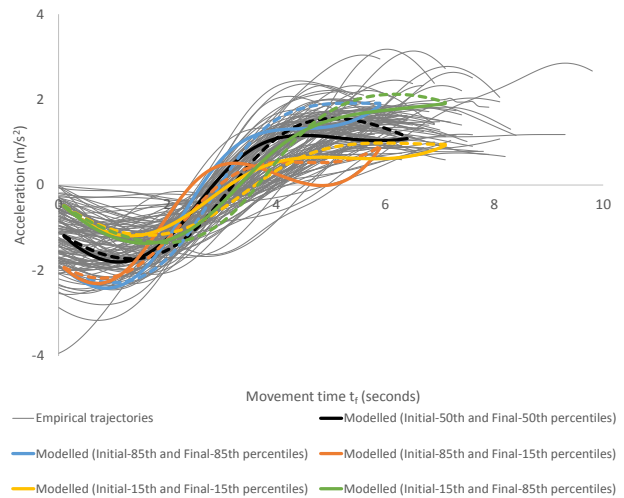 4
2
0
-2
-4
Acceleration (m/s²)
0 2 4 6 8 10
Movement time tf (seconds)
Empirical trajectories
Modelled (Initial-50th and Final-50th percentiles)
Modelled (Initial-85th and Final-85th percentiles)
Modelled (Initial-85th and Final-15th percentiles)
Modelled (Initial-15th and Final-15th percentiles)
Modelled (Initial-15th and Final-85th percentiles)